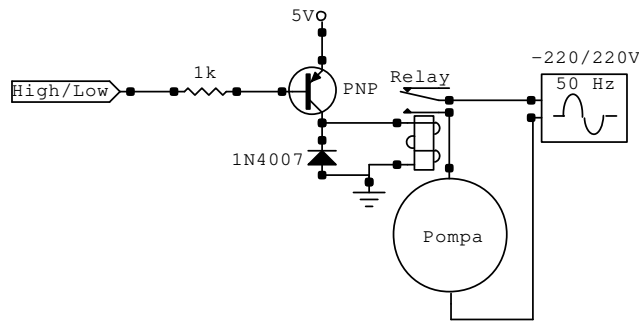 5V
-220/220V
1k
Relay
50 Hz
High/Low
PNP
1N4007
Pompa